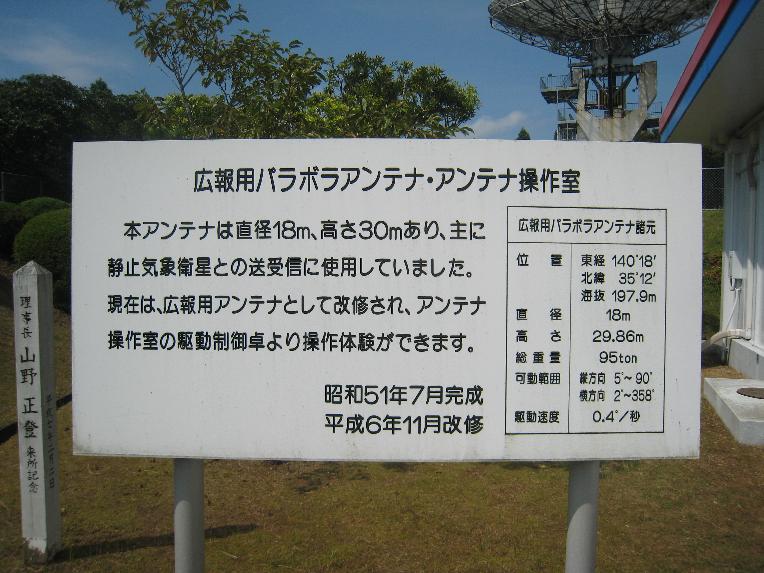 広報用パラボラアンテナ・アンテナ操作室
本アンテナは直径18m、高さ30mあり、主に
静止気象衛星との送受信に使用していました。
現在は、広報用アンテナとして改修され、アンテナ
操作室の駆動制御卓より操作体験ができます。
昭和51年7月完成
平成6年11月改修
広報用パラボラアンテナ諸元
位置 東経 140°18′
北緯 35°12′
海抜 197.9m
直径 18m
高さ 29.86m
総重量 95ton
可動範囲 縦方向 5°~90°
横方向 2°~358°
駆動速度 0.4°/秒
理事長 山野正登 来所記念
平成七年二月二日